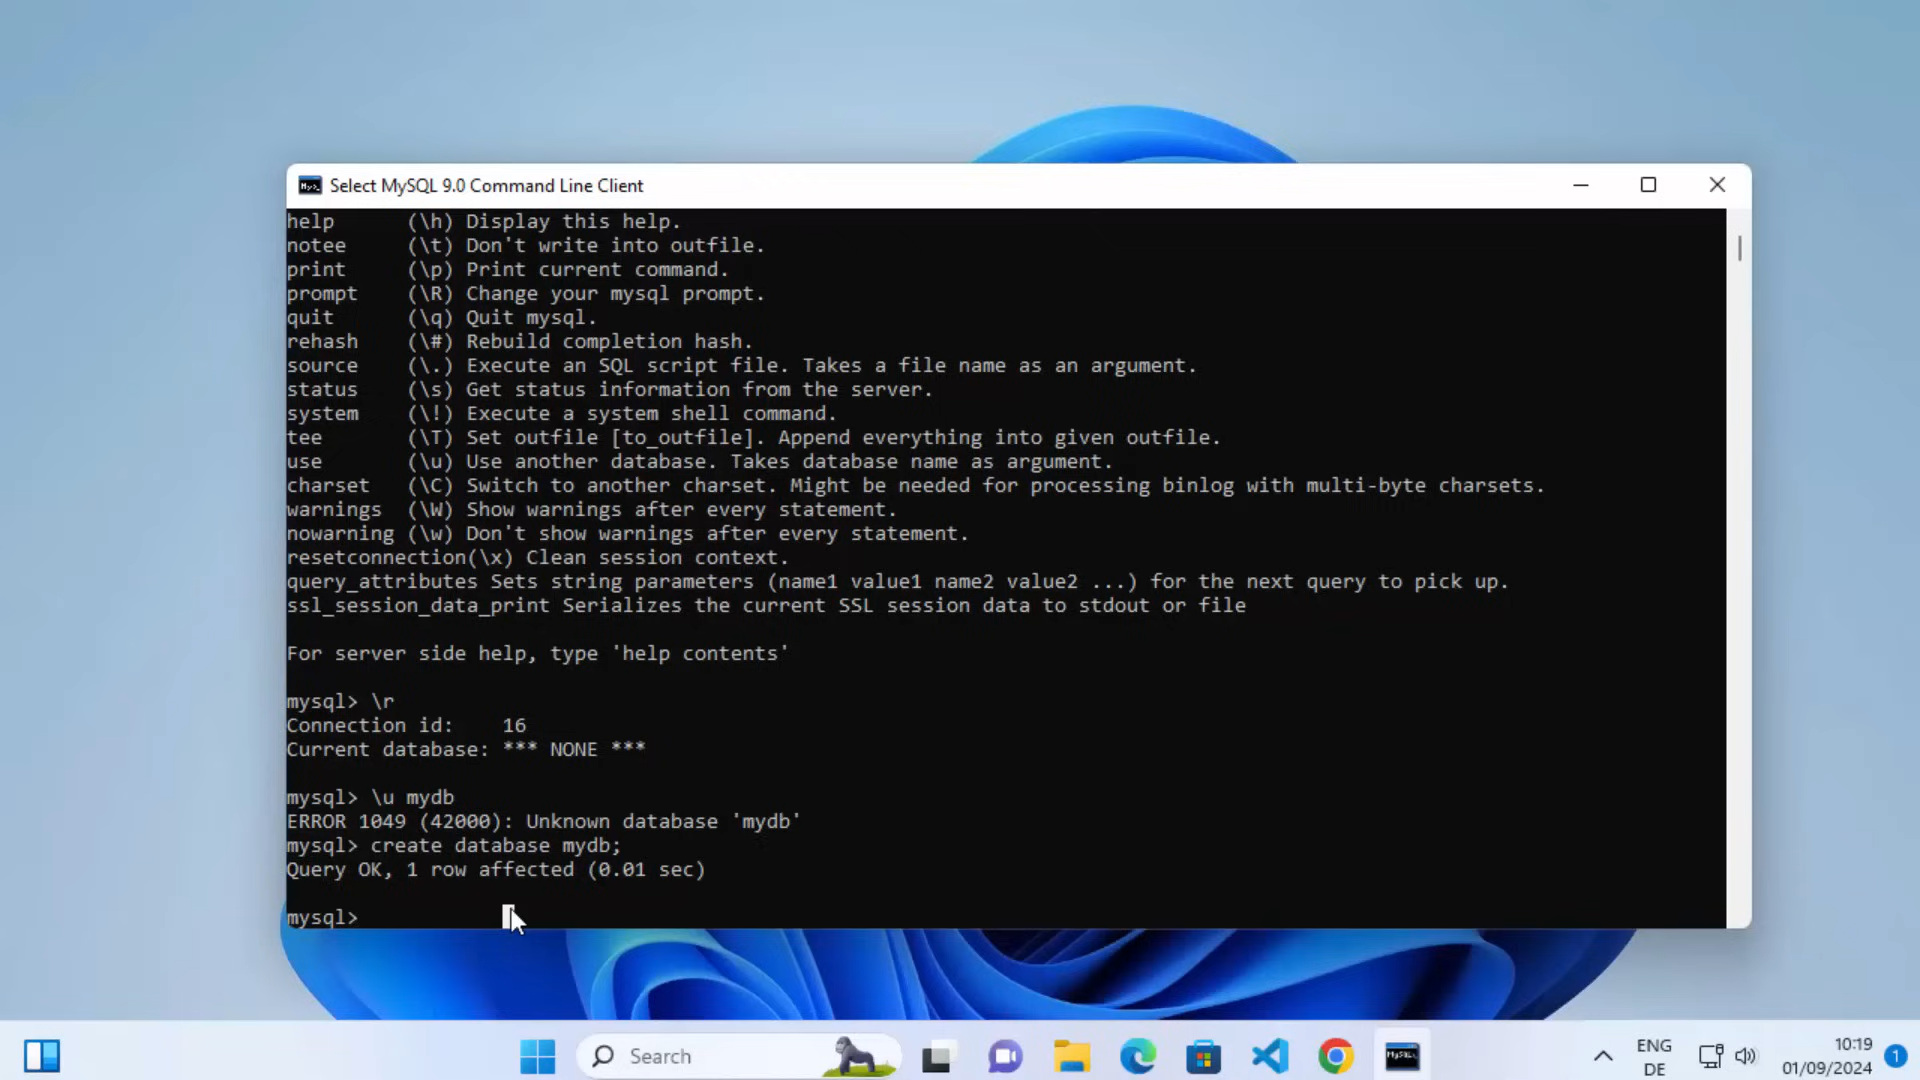 Select MySQL 9.0 Command Line Client
help (\h) Display this help.
notee (\t) Don't write into outfile.
print (\p) Print current command.
prompt (\R) Change your mysql prompt.
quit (\q) Quit mysql.
rehash (\#) Rebuild completion hash.
source (\.) Execute an SQL script file. Takes a file name as an argument.
status (\s) Get status information from the server.
system (\!) Execute a system shell command.
tee (\T) Set outfile [to_outfile]. Append everything into given outfile.
use (\u) Use another database. Takes database name as argument.
charset (\C) Switch to another charset. Might be needed for processing binlog with multi-byte charsets.
warnings (\W) Show warnings after every statement.
nowarning (\w) Don't show warnings after every statement.
resetconnection(\x) Clean session context.
query_attributes Sets string parameters (name1 value1 name2 value2 ...) for the next query to pick up.
ssl_session_data_print Serializes the current SSL session data to stdout or file
For server side help, type 'help contents'
mysql> \r
Connection id: 16
Current database: *** NONE ***
mysql> \u mydb
ERROR 1049 (42000): Unknown database 'mydb'
mysql> create database mydb;
Query OK, 1 row affected (0.01 sec)
mysql>
Search
ENG
DE
10:19
01/09/2024
1